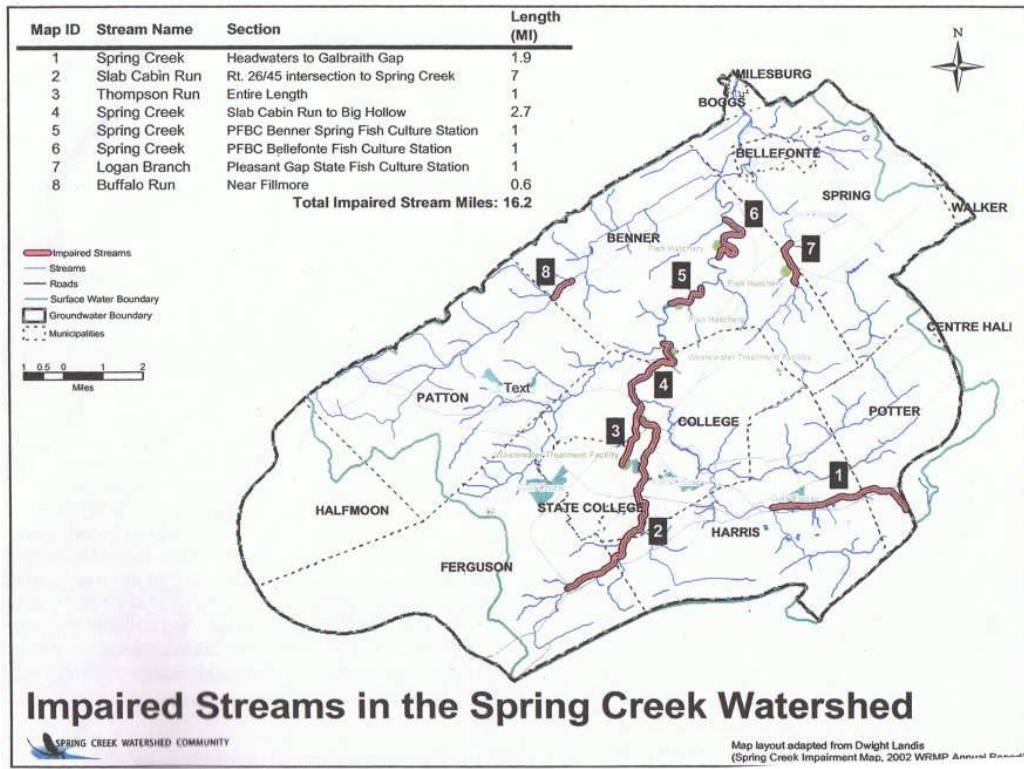 Map ID Stream Name Section Length (MI)
1 Spring Creek Headwaters to Galbraith Gap 1.9
2 Slab Cabin Run Rt. 26/45 intersection to Spring Creek 7
3 Thompson Run Entire Length 1
4 Spring Creek Slab Cabin Run to Big Hollow 2.7
5 Spring Creek PFBC Benner Spring Fish Culture Station 1
6 Spring Creek PFBC Bellefonte Fish Culture Station 1
7 Logan Branch Pleasant Gap State Fish Culture Station 1
8 Buffalo Run Near Fillmore 0.6
Total Impaired Stream Miles: 16.2
N
Impaired Streams
Streams
Roads
Surface Water Boundary
Groundwater Boundary
Municipalities
1 0.5 0 1 2
Miles
MILESBURG
BOGGS
BELLEFONTE
SPRING
WALKER
6
BENNER
Fish Hatchery
7
8
5
Fish Hatchery
Fish Hatchery
CENTRE HALL
Wastewater Treatment Facility
4
Text
PATTON
POTTER
COLLEGE
3
Wastewater Treatment Facility
1
STATE COLLEGE
HALFMOON
2
HARRIS
FERGUSON
Impaired Streams in the Spring Creek Watershed
SPRING CREEK WATERSHED COMMUNITY
Map layout adapted from Dwight Landis
(Spring Creek Impairment Map, 2002 WRMP Annual Report)